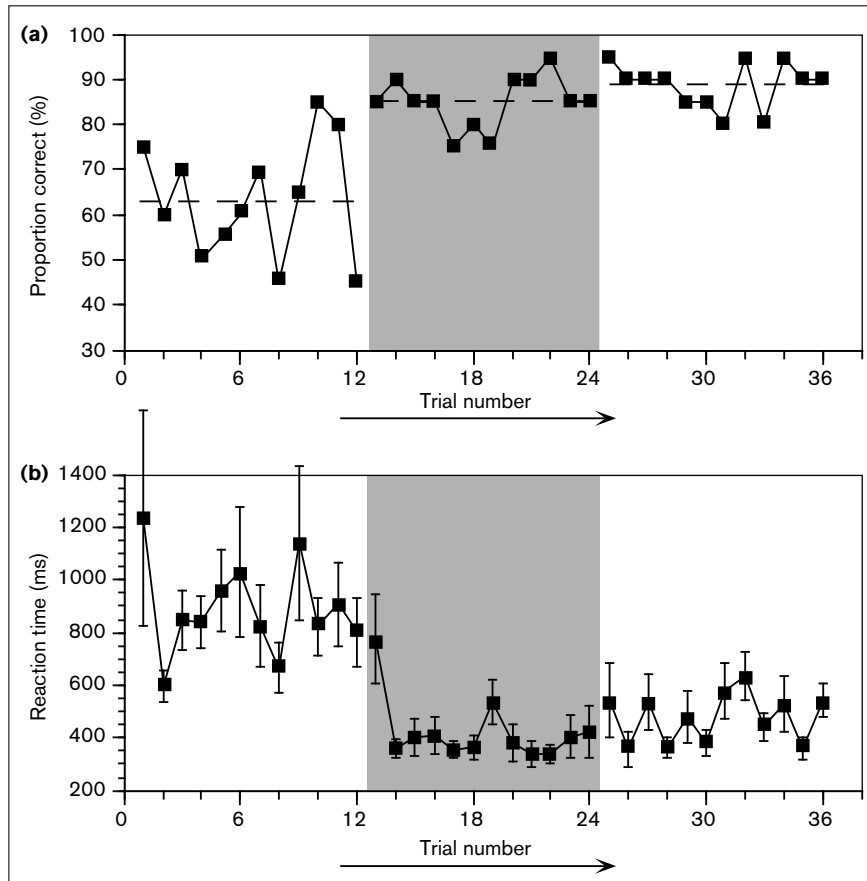 (a)
Proportion correct (%)
100
90
80
70
60
50
40
30
0 6 12 18 24 30 36
Trial number
(b)
Reaction time (ms)
1400
1200
1000
800
600
400
200
0 6 12 18 24 30 36
Trial number